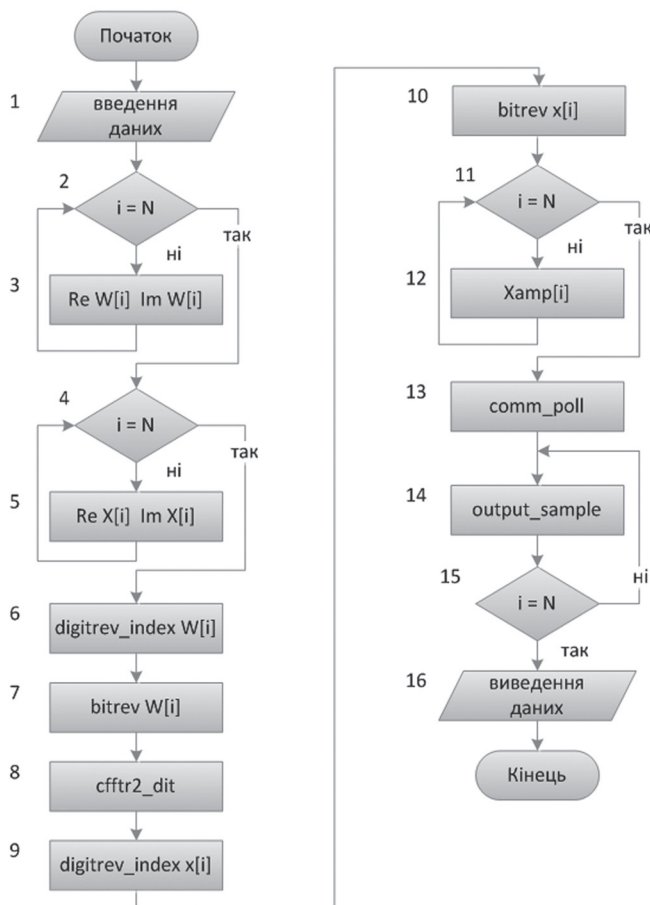 Початок
1
введення
даних
2
i = N
так
ні
3
Re W[i] Im W[i]
4
i = N
так
ні
5
Re X[i] Im X[i]
6
digitrev_index W[i]
7
bitrev W[i]
8
cfftr2_dit
9
digitrev_index x[i]
10
bitrev x[i]
11
i = N
так
ні
12
Xamp[i]
13
comm_poll
14
output_sample
15
i = N
ні
так
16
виведення
даних
Кінець